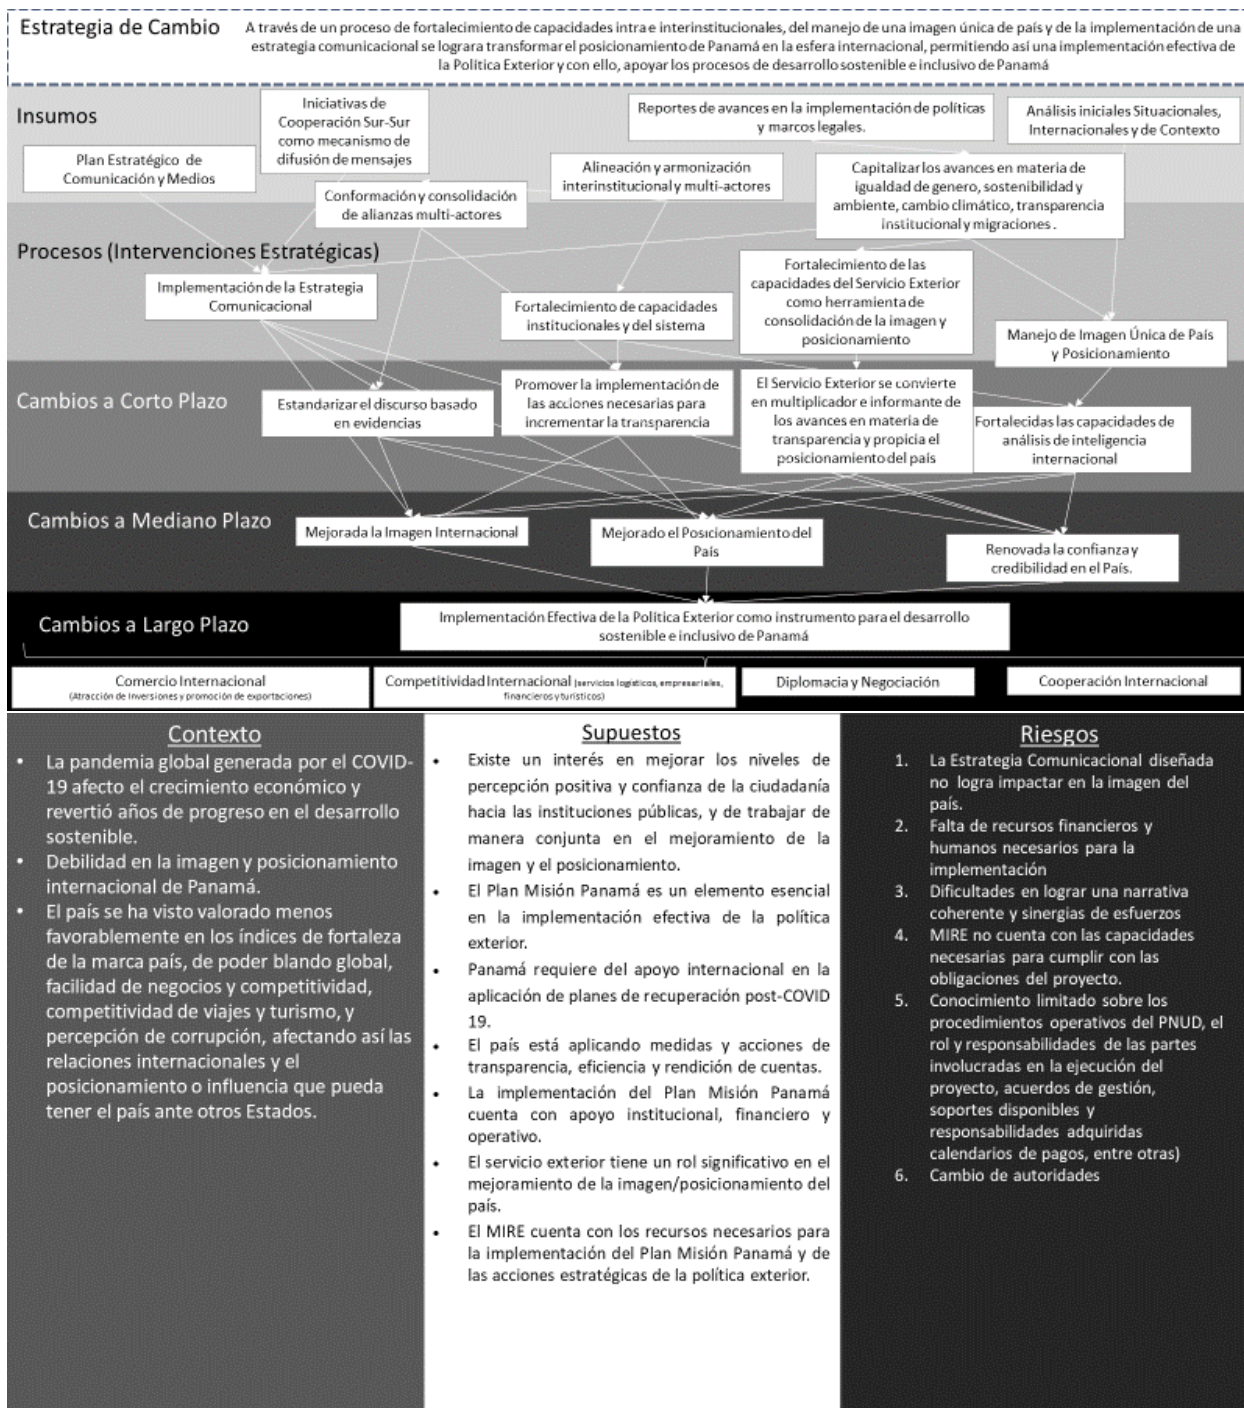 Estrategia de Cambio
A través de un proceso de fortalecimiento de capacidades intra e interinstitucionales, del manejo de una imagen única de país y de la implementación de una
estrategia comunicacional se lograra transformar el posicionamiento de Panamá en la esfera internacional, permitiendo así una implementación efectiva de
la Política Exterior y con ello, apoyar los procesos de desarrollo sostenible e inclusivo de Panamá
Insumos
Plan Estratégico de
Comunicación y Medios
Iniciativas de
Cooperación Sur-Sur
como mecanismo de
difusión de mensajes
Conformación y consolidación
de alianzas multi-actores
Alineación y armonización
interinstitucional y multi-actores
Reportes de avances en la implementación de políticas
y marcos legales.
Análisis iniciales Situacionales,
Internacionales y de Contexto
Capitalizar los avances en materia de
igualdad de genero, sostenibilidad y
ambiente, cambio climático, transparencia
institucional y migraciones.
Procesos (Intervenciones Estratégicas)
Implementación de la Estrategia
Comunicacional
Fortalecimiento de capacidades
institucionales y del sistema
Fortalecimiento de las
capacidades del Servicio Exterior
como herramienta de
consolidación de la imagen y
posicionamiento
Manejo de Imagen Única de País
y Posicionamiento
Cambios a Corto Plazo
Estandarizar el discurso basado
en evidencias
Promover la implementación de
las acciones necesarias para
incrementar la transparencia
El Servicio Exterior se convierte
en multiplicador e informante de
los avances en materia de
transparencia y propicia el
posicionamiento del país
Fortalecidas las capacidades de
análisis de inteligencia
internacional
Cambios a Mediano Plazo
Mejorada la Imagen Internacional
Mejorado el Posicionamiento del
País
Renovada la confianza y
credibilidad en el País.
Cambios a Largo Plazo
Implementación Efectiva de la Política Exterior como instrumento para el desarrollo
sostenible e inclusivo de Panamá
Comercio Internacional
(Atracción de Inversiones y promoción de exportaciones)
Competitividad Internacional (servicios logísticos, empresariales,
financieros y turísticos)
Diplomacia y Negociación
Cooperación Internacional
Contexto
• La pandemia global generada por el COVID-
19 afecto el crecimiento económico y
revertió años de progreso en el desarrollo
sostenible.
• Debilidad en la imagen y posicionamiento
internacional de Panamá.
• El país se ha visto valorado menos
favorablemente en los índices de fortaleza
de la marca país, de poder blando global,
facilidad de negocios y competitividad,
competitividad de viajes y turismo, y
percepción de corrupción, afectando así las
relaciones internacionales y el
posicionamiento o influencia que pueda
tener el país ante otros Estados.
Supuestos
• Existe un interés en mejorar los niveles de
percepción positiva y confianza de la ciudadanía
hacia las instituciones públicas, y de trabajar de
manera conjunta en el mejoramiento de la
imagen y el posicionamiento.
• El Plan Misión Panamá es un elemento esencial
en la implementación efectiva de la política
exterior.
• Panamá requiere del apoyo internacional en la
aplicación de planes de recuperación post-COVID
19.
• El país está aplicando medidas y acciones de
transparencia, eficiencia y rendición de cuentas.
• La implementación del Plan Misión Panamá
cuenta con apoyo institucional, financiero y
operativo.
• El servicio exterior tiene un rol significativo en el
mejoramiento de la imagen/posicionamiento del
país.
• El MIRE cuenta con los recursos necesarios para
la implementación del Plan Misión Panamá y de
las acciones estratégicas de la política exterior.
Riesgos
1. La Estrategia Comunicacional diseñada
no logra impactar en la imagen del
país.
2. Falta de recursos financieros y
humanos necesarios para la
implementación
3. Dificultades en lograr una narrativa
coherente y sinergias de esfuerzos
4. MIRE no cuenta con las capacidades
necesarias para cumplir con las
obligaciones del proyecto.
5. Conocimiento limitado sobre los
procedimientos operativos del PNUD, el
rol y responsabilidades de las partes
involucradas en la ejecución del
proyecto, acuerdos de gestión,
soportes disponibles y
responsabilidades adquiridas
calendarios de pagos, entre otras)
6. Cambio de autoridades